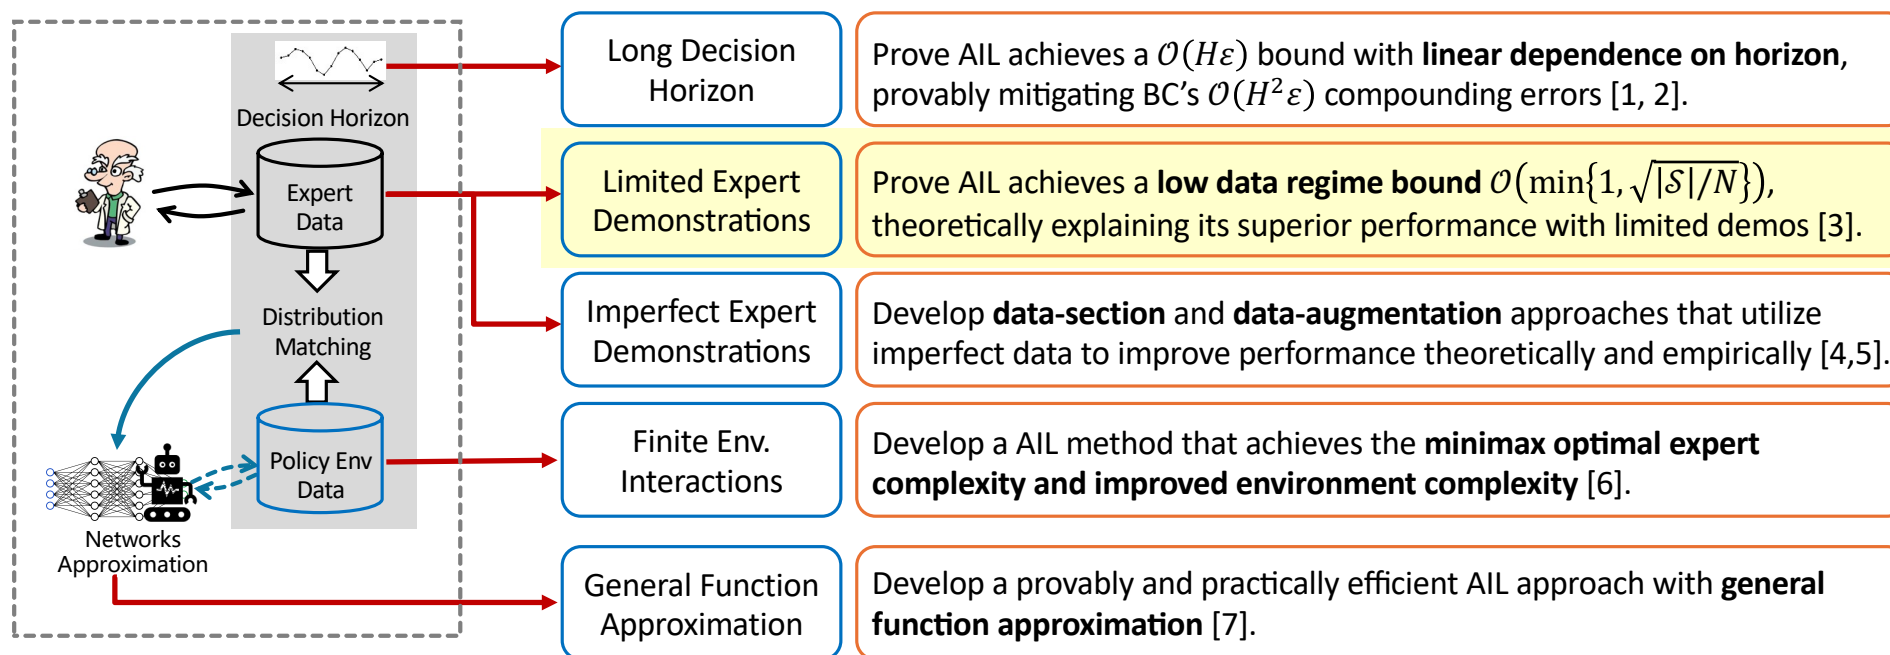 Decision Horizon
Expert
Data
Distribution
Matching
Policy Env
Data
Networks
Approximation
Long Decision
Horizon
Prove AIL achieves a 𝒪(Hε) bound with linear dependence on horizon,
provably mitigating BC’s 𝒪(H²ε) compounding errors [1, 2].
Limited Expert
Demonstrations
Prove AIL achieves a low data regime bound 𝒪(min{1, √|𝒮|/N}),
theoretically explaining its superior performance with limited demos [3].
Imperfect Expert
Demonstrations
Develop data-section and data-augmentation approaches that utilize
imperfect data to improve performance theoretically and empirically [4,5].
Finite Env.
Interactions
Develop a AIL method that achieves the minimax optimal expert
complexity and improved environment complexity [6].
General Function
Approximation
Develop a provably and practically efficient AIL approach with general
function approximation [7].